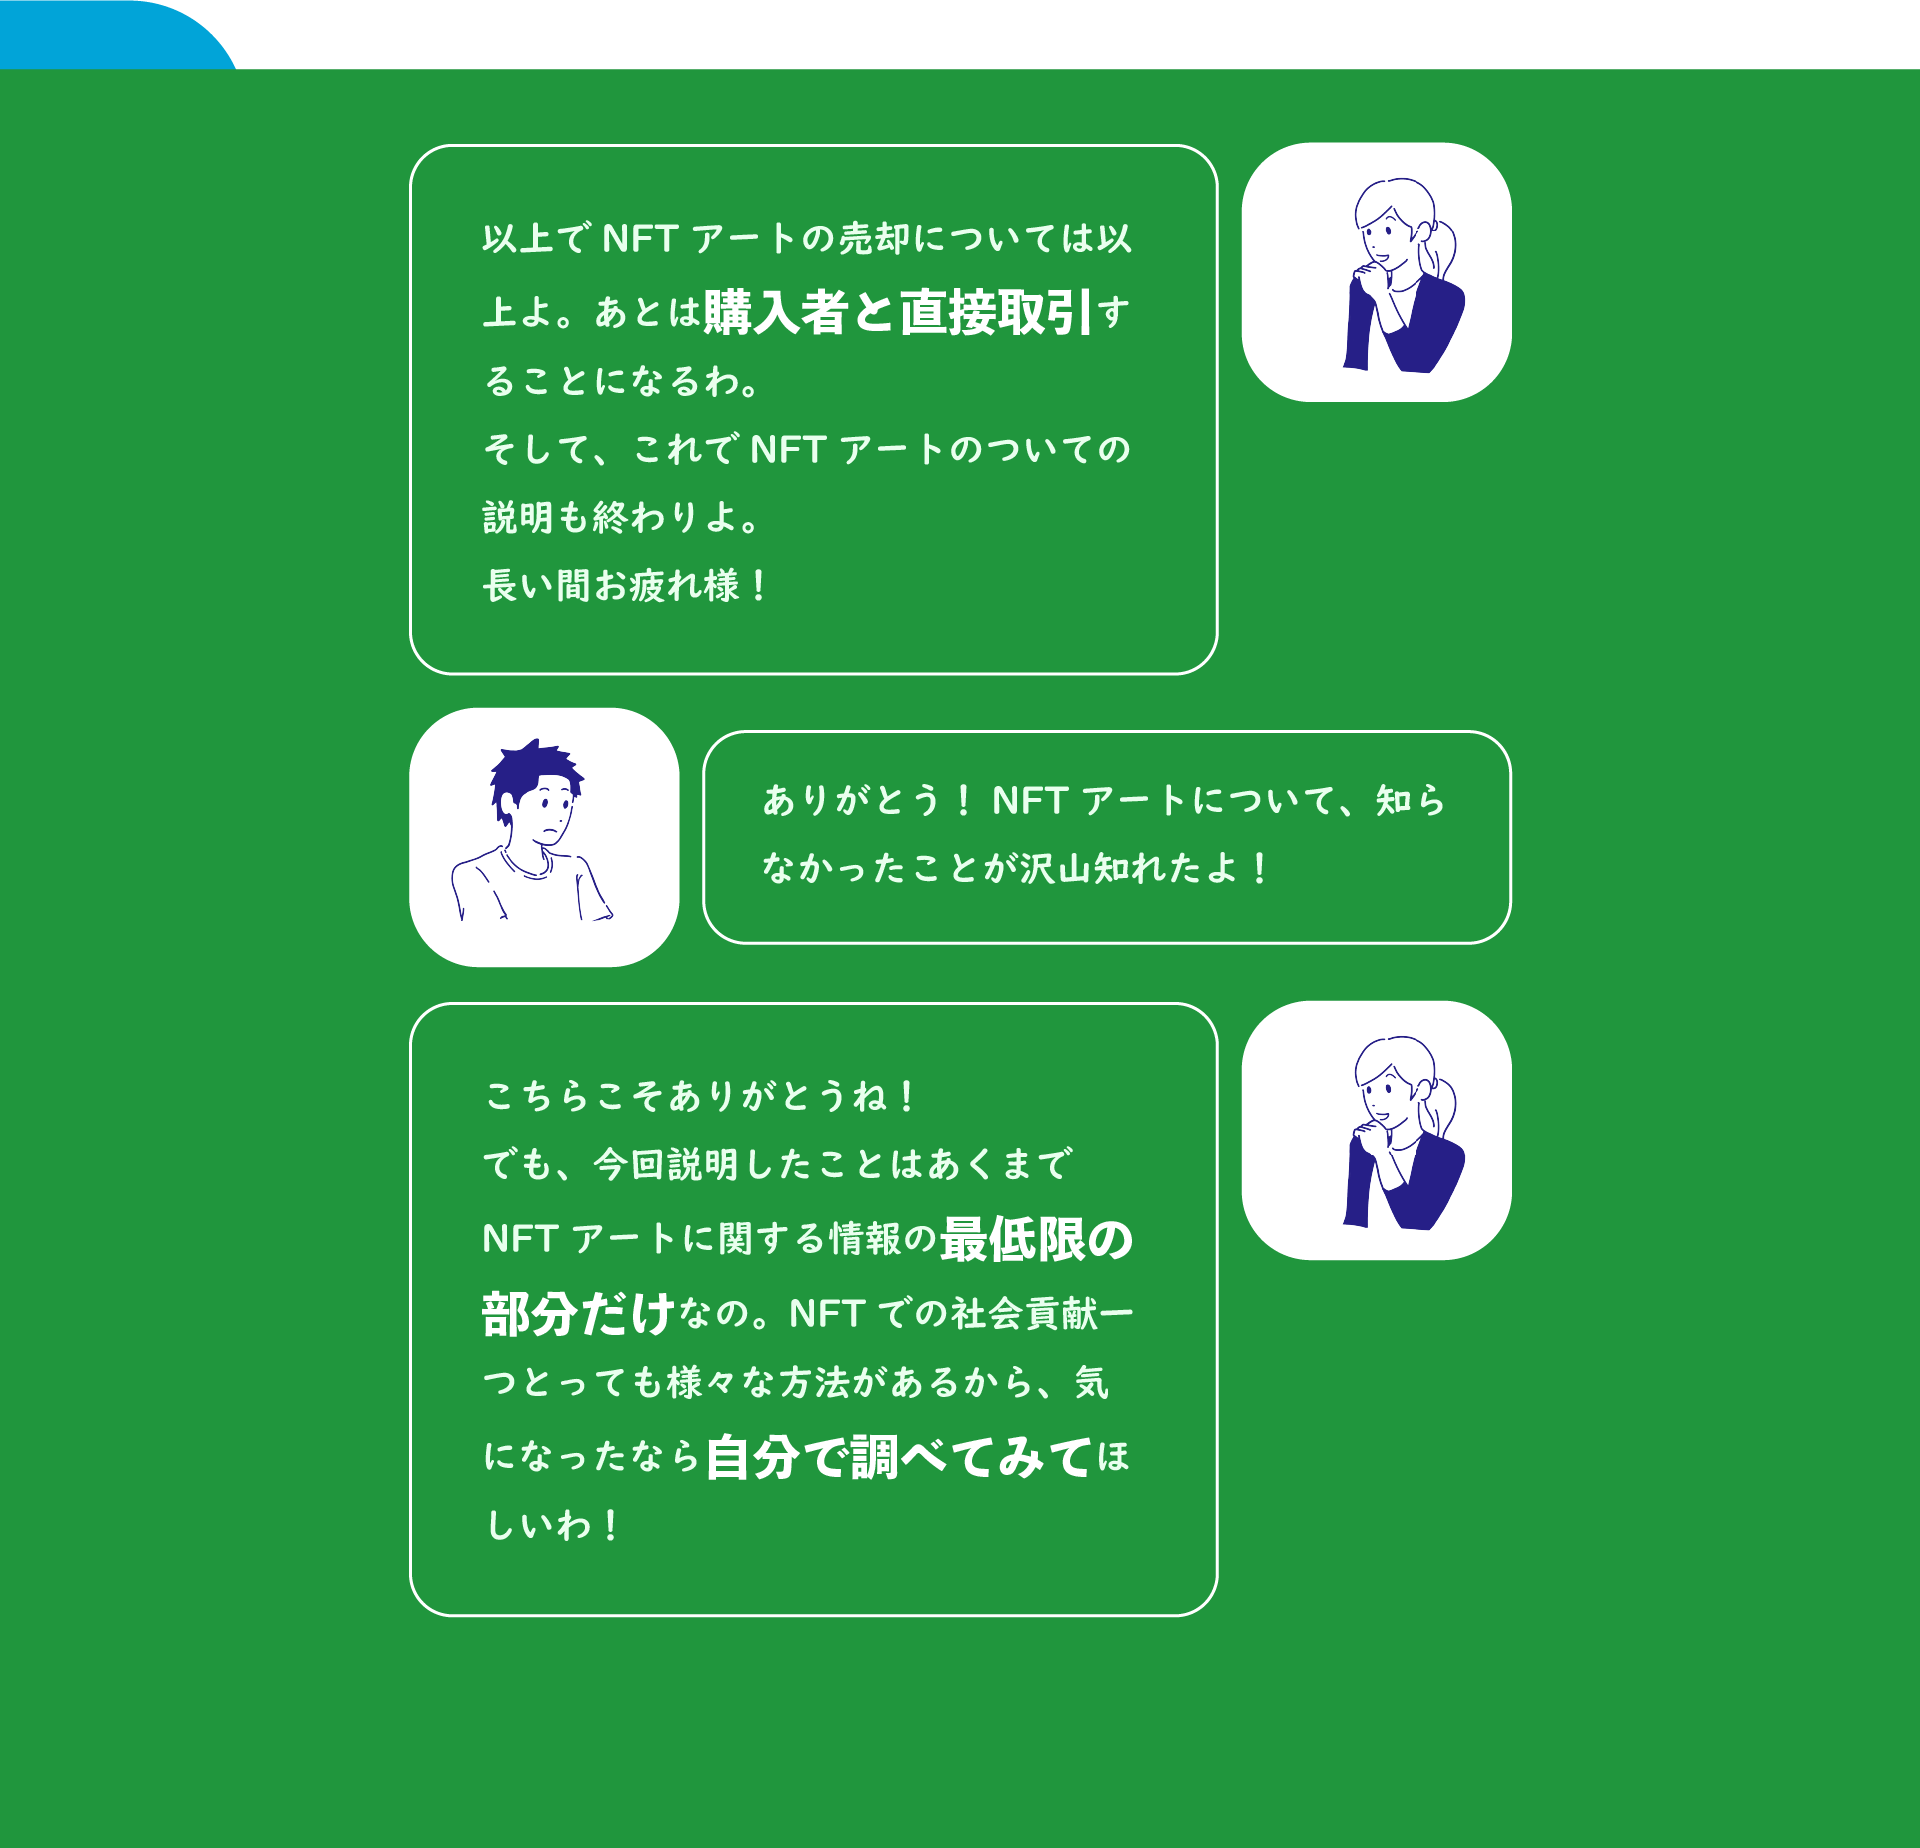 以上で NFT アートの売却については以
上よ。あとは購入者と直接取引す
ることになるわ。
そして、これで NFT アートのついての
説明も終わりよ。
長い間お疲れ様！
ありがとう！ NFT アートについて、知ら
なかったことが沢山知れたよ！
こちらこそありがとうね！
でも、今回説明したことはあくまで
NFT アートに関する情報の最低限の
部分だけなの。NFT での社会貢献一
つとっても様々な方法があるから、気
になったなら自分で調べてみてほ
しいわ！